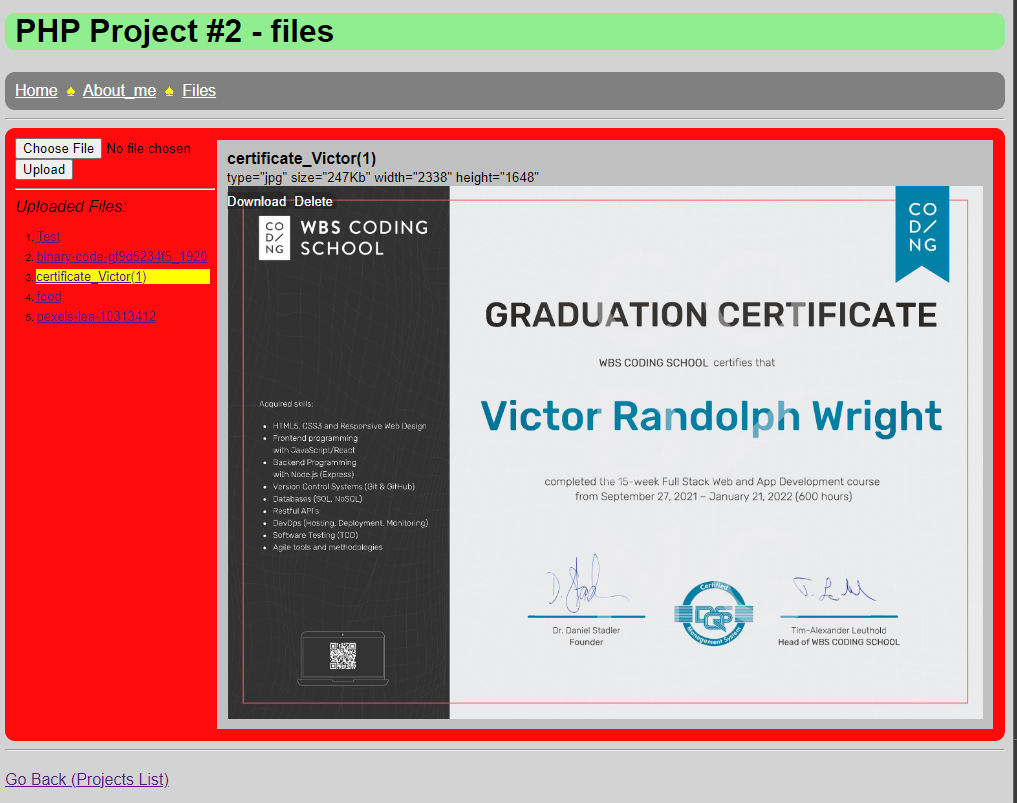 PHP Project #2 - files
Home ♠ About_me ♠ Files
Choose File No file chosen
Upload
Uploaded Files:
1. Test
2. binary-code-gf9d5234f5_1920
3. certificate_Victor(1)
4. food
5. pexels-lea-10313412
certificate_Victor(1)
type="jpg" size="247Kb" width="2338" height="1648"
Download Delete
CO
D/
NG
WBS CODING
SCHOOL
Acquired skills:
HTML5, CSS3 and Responsive Web Design
Frontend programming
with JavaScript/React
Backend Programming
with Node.js (Express)
Version Control Systems (Git & GitHub)
Databases (SQL, NoSQL)
Restful API's
DevOps (Hosting, Deployment, Monitoring)
Software Testing (TDD)
Agile tools and methodologies
CO
D/
NG
GRADUATION CERTIFICATE
WBS CODING SCHOOL certifies that
Victor Randolph Wright
completed the 15-week Full Stack Web and App Development course
from September 27, 2021 – January 21, 2022 (600 hours)
Dr. Daniel Stadler
Founder
Certified
Management System
Tim-Alexander Leuthold
Head of WBS CODING SCHOOL
Go Back (Projects List)